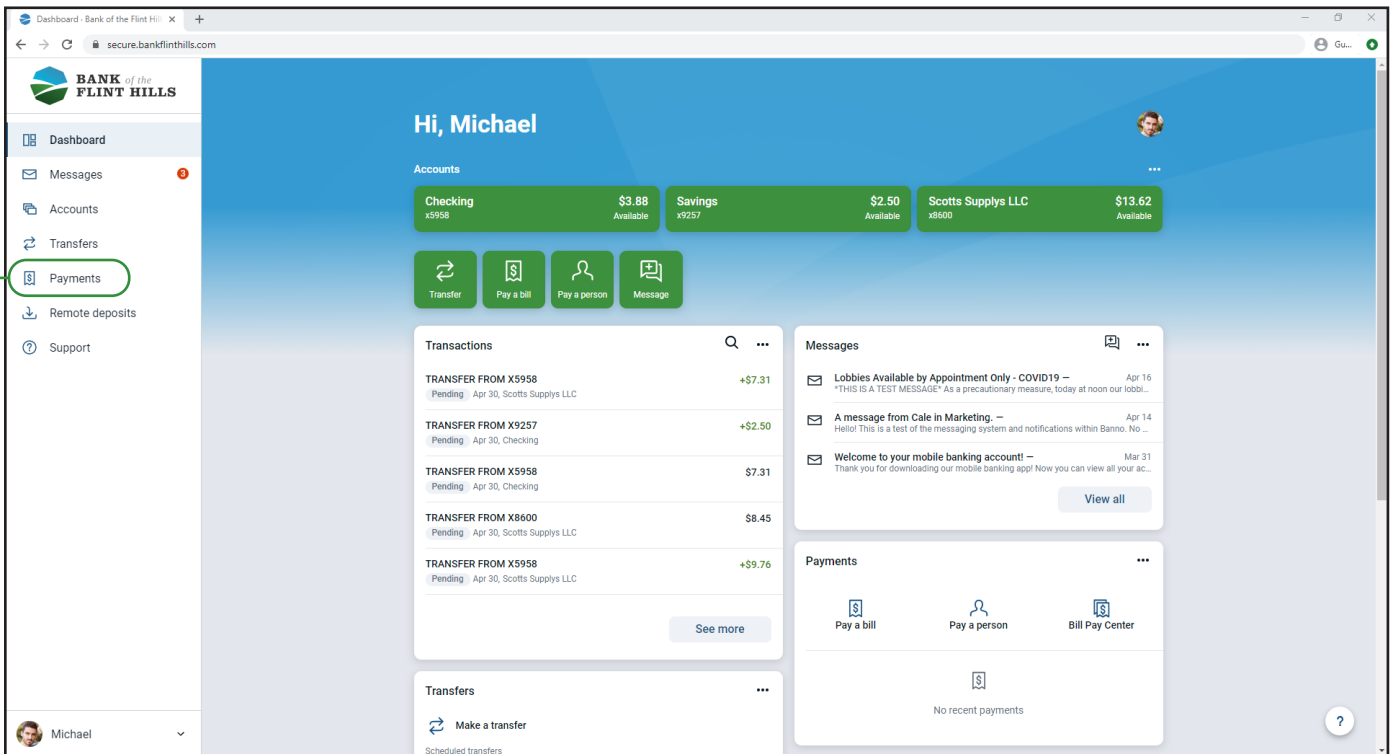 Dashboard - Bank of the Flint Hill
secure.bankflinthills.com
Gu...
BANK of the
FLINT HILLS
Dashboard
Messages 3
Accounts
Transfers
Payments
Remote deposits
Support
Michael
Hi, Michael
Accounts
Checking $3.88
x5958 Available
Savings $2.50
x9257 Available
Scotts Supplys LLC $13.62
x8600 Available
Transfer
Pay a bill
Pay a person
Message
Transactions
TRANSFER FROM X5958 +$7.31
Pending Apr 30, Scotts Supplys LLC
TRANSFER FROM X9257 +$2.50
Pending Apr 30, Checking
TRANSFER FROM X5958 $7.31
Pending Apr 30, Checking
TRANSFER FROM X8600 $8.45
Pending Apr 30, Scotts Supplys LLC
TRANSFER FROM X5958 +$9.76
Pending Apr 30, Scotts Supplys LLC
See more
Transfers
Make a transfer
Scheduled transfers
Messages
Lobbies Available by Appointment Only - COVID19 — Apr 16
*THIS IS A TEST MESSAGE* As a precautionary measure, today at noon our lobbi...
A message from Cale in Marketing. — Apr 14
Hello! This is a test of the messaging system and notifications within Banno. No ...
Welcome to your mobile banking account! — Mar 31
Thank you for downloading our mobile banking app! Now you can view all your ac...
View all
Payments
Pay a bill
Pay a person
Bill Pay Center
No recent payments
?